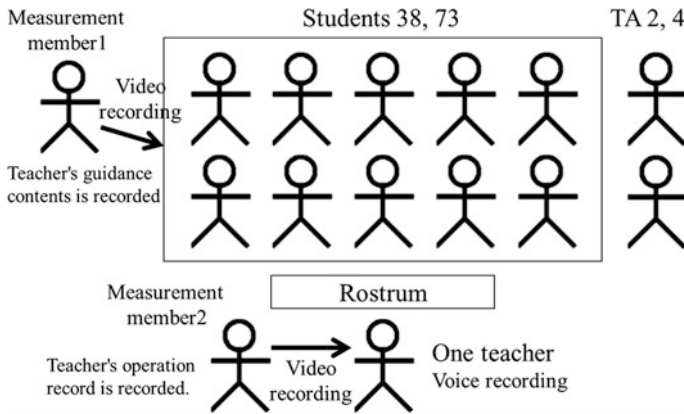 Measurement
member1
Students 38, 73
TA 2, 4
Video
recording
Teacher's guidance
contents is recorded
Rostrum
Measurement
member2
Teacher's operation
record is recorded.
Video
recording
One teacher
Voice recording